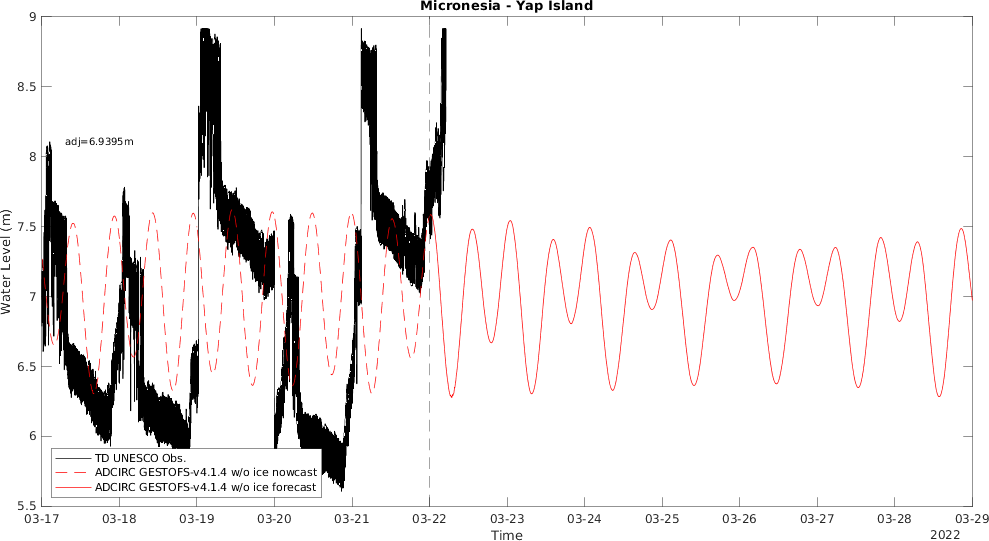 Micronesia - Yap Island
9
8.5
8
7.5
7
6.5
6
5.5
Water Level (m)
adj=6.9395m
TD UNESCO Obs.
ADCIRC GESTOFS-v4.1.4 w/o ice nowcast
ADCIRC GESTOFS-v4.1.4 w/o ice forecast
03-17 03-18 03-19 03-20 03-21 03-22 03-23 03-24 03-25 03-26 03-27 03-28 03-29
Time
2022